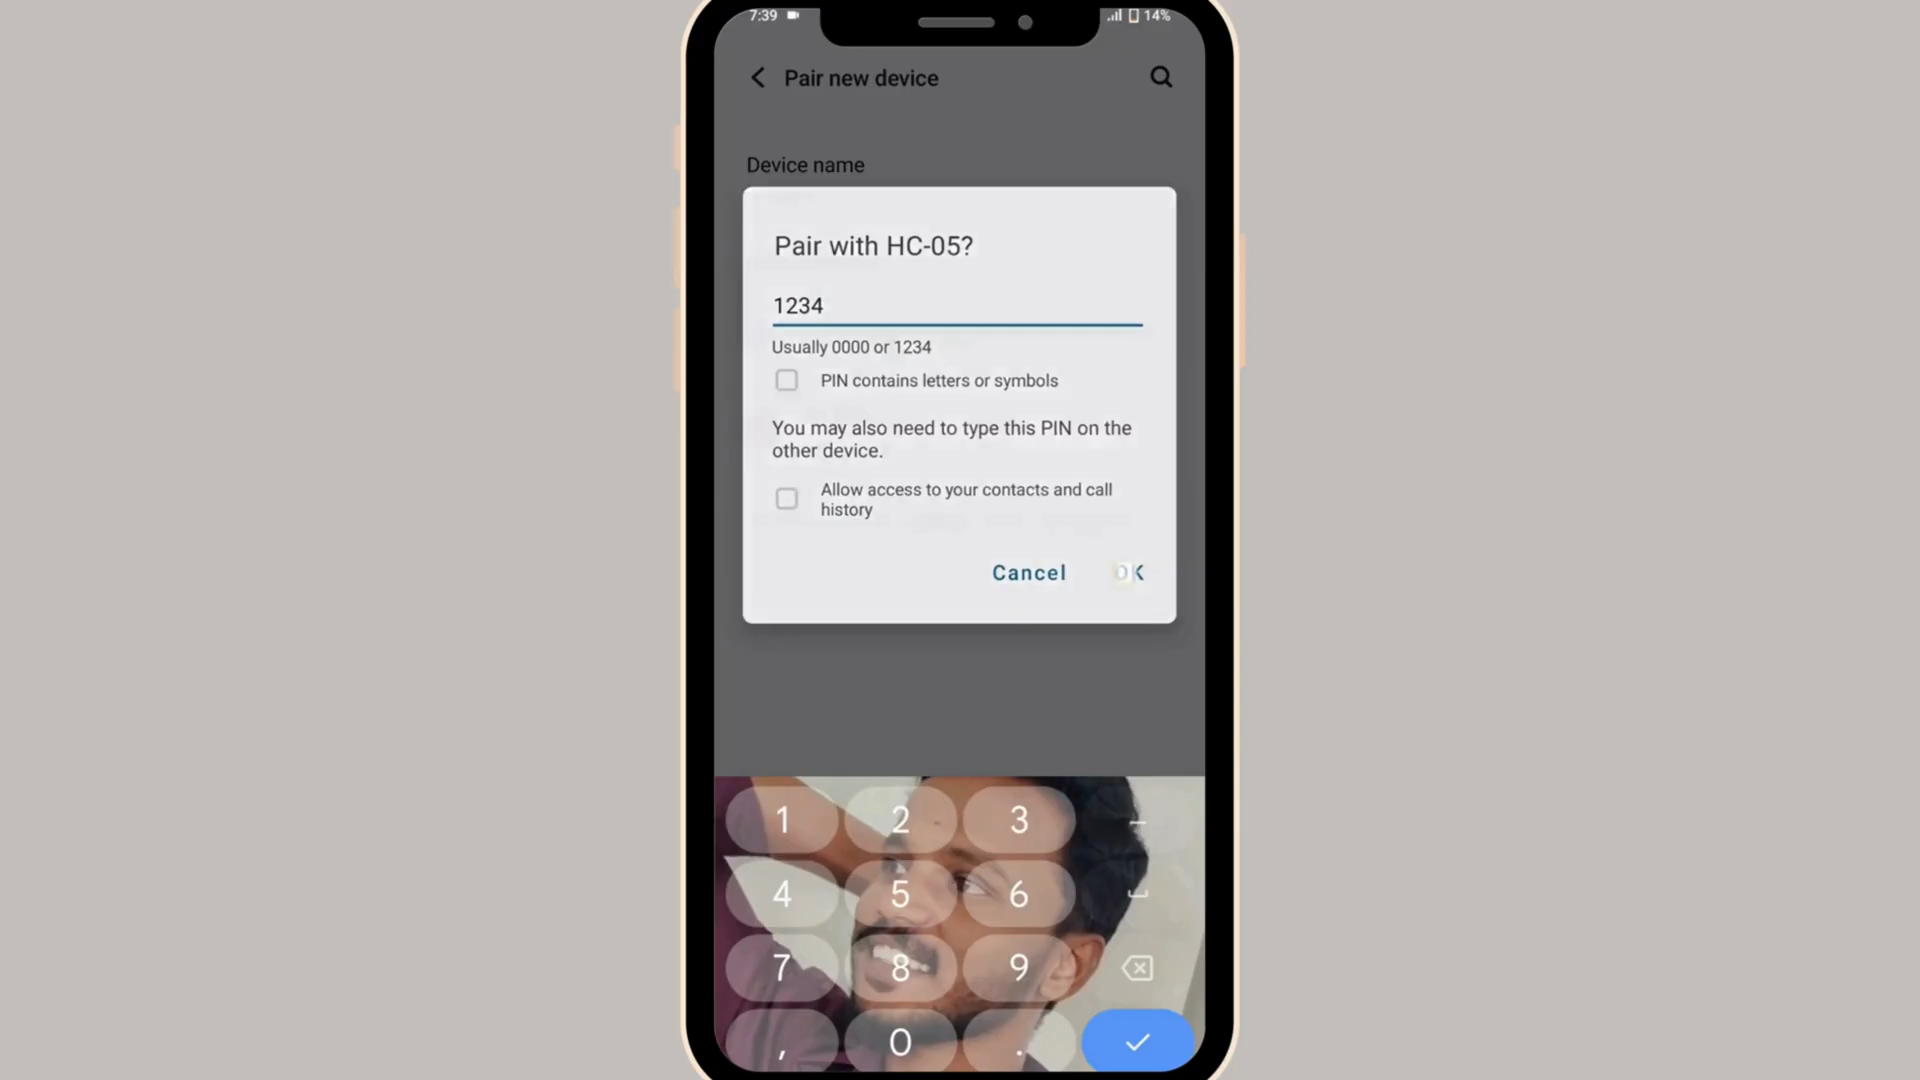 7:39
14%
Pair new device
Device name
Pair with HC-05?
1234
Usually 0000 or 1234
PIN contains letters or symbols
You may also need to type this PIN on the
other device.
Allow access to your contacts and call
history
Cancel OK
1 2 3 -
4 5 6
7 8 9
, 0 .